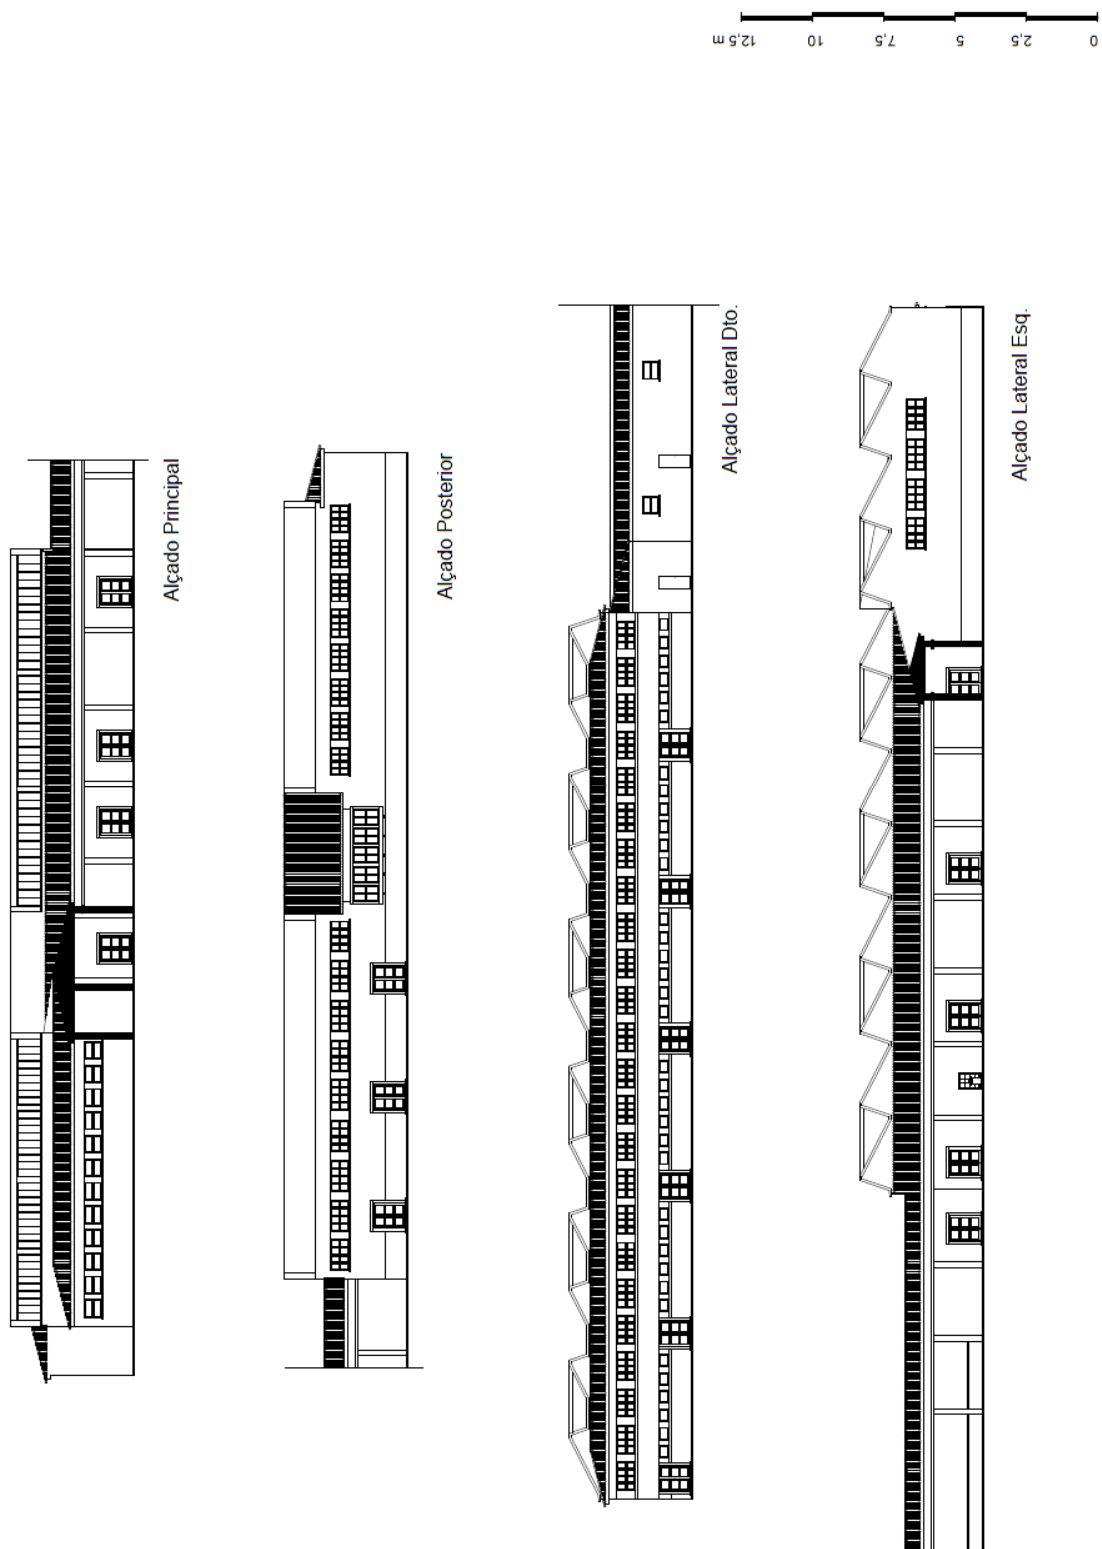 12,5 m 10 7,5 5 2,5 0
Alçado Principal
Alçado Posterior
Alçado Lateral Dto.
Alçado Lateral Esq.